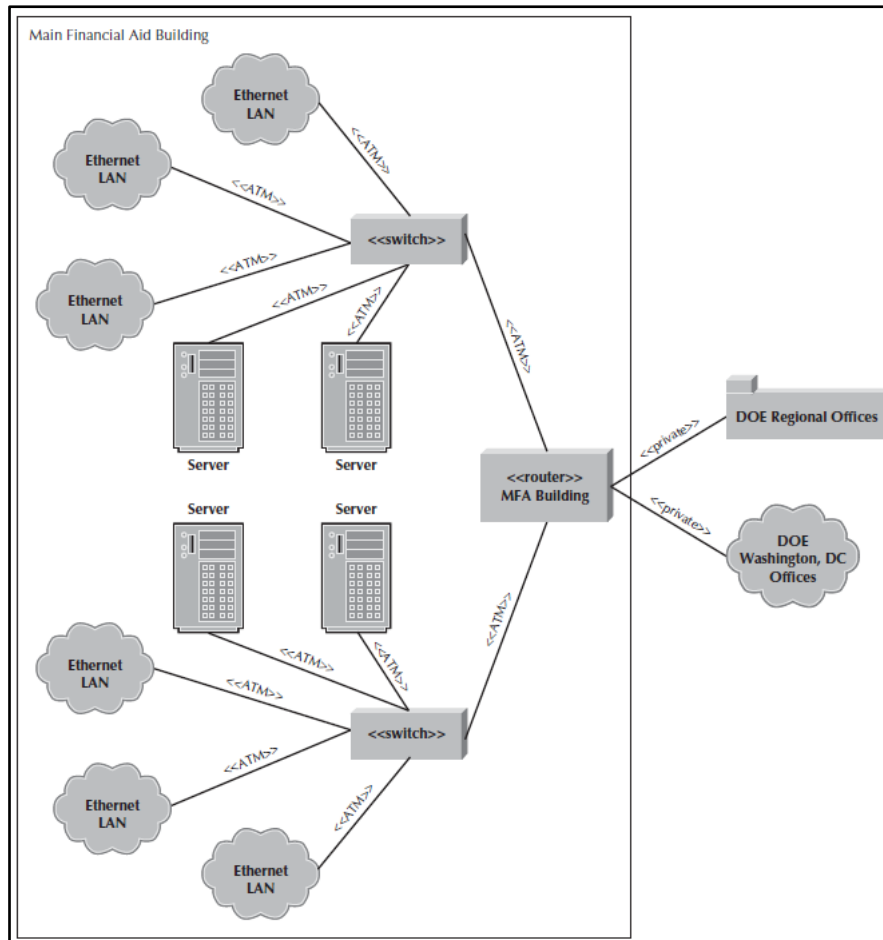 Main Financial Aid Building
Ethernet
LAN
<<ATM>>
Ethernet
LAN
<<ATM>>
<<switch>>
<<ATM>>
Ethernet
LAN
<<ATM>>
<<ATM>>
<<ATM>>
Server
Server
DOE Regional Offices
<<private>>
<<router>>
MFA Building
<<private>>
DOE
Washington, DC
Offices
Server
Server
<<ATM>>
<<ATM>>
<<ATM>>
Ethernet
LAN
<<ATM>>
<<switch>>
<<ATM>>
Ethernet
LAN
<<ATM>>
Ethernet
LAN